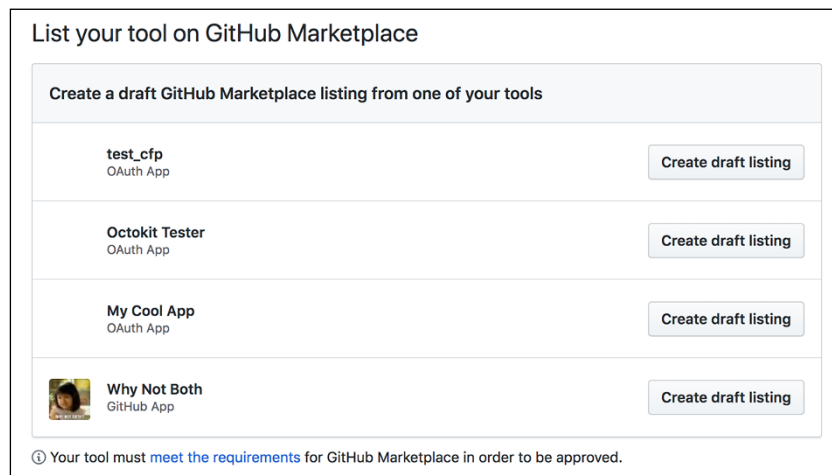 List your tool on GitHub Marketplace
Create a draft GitHub Marketplace listing from one of your tools
test_cfp
OAuth App
Create draft listing
Octokit Tester
OAuth App
Create draft listing
My Cool App
OAuth App
Create draft listing
Why Not Both
GitHub App
Create draft listing
Your tool must meet the requirements for GitHub Marketplace in order to be approved.